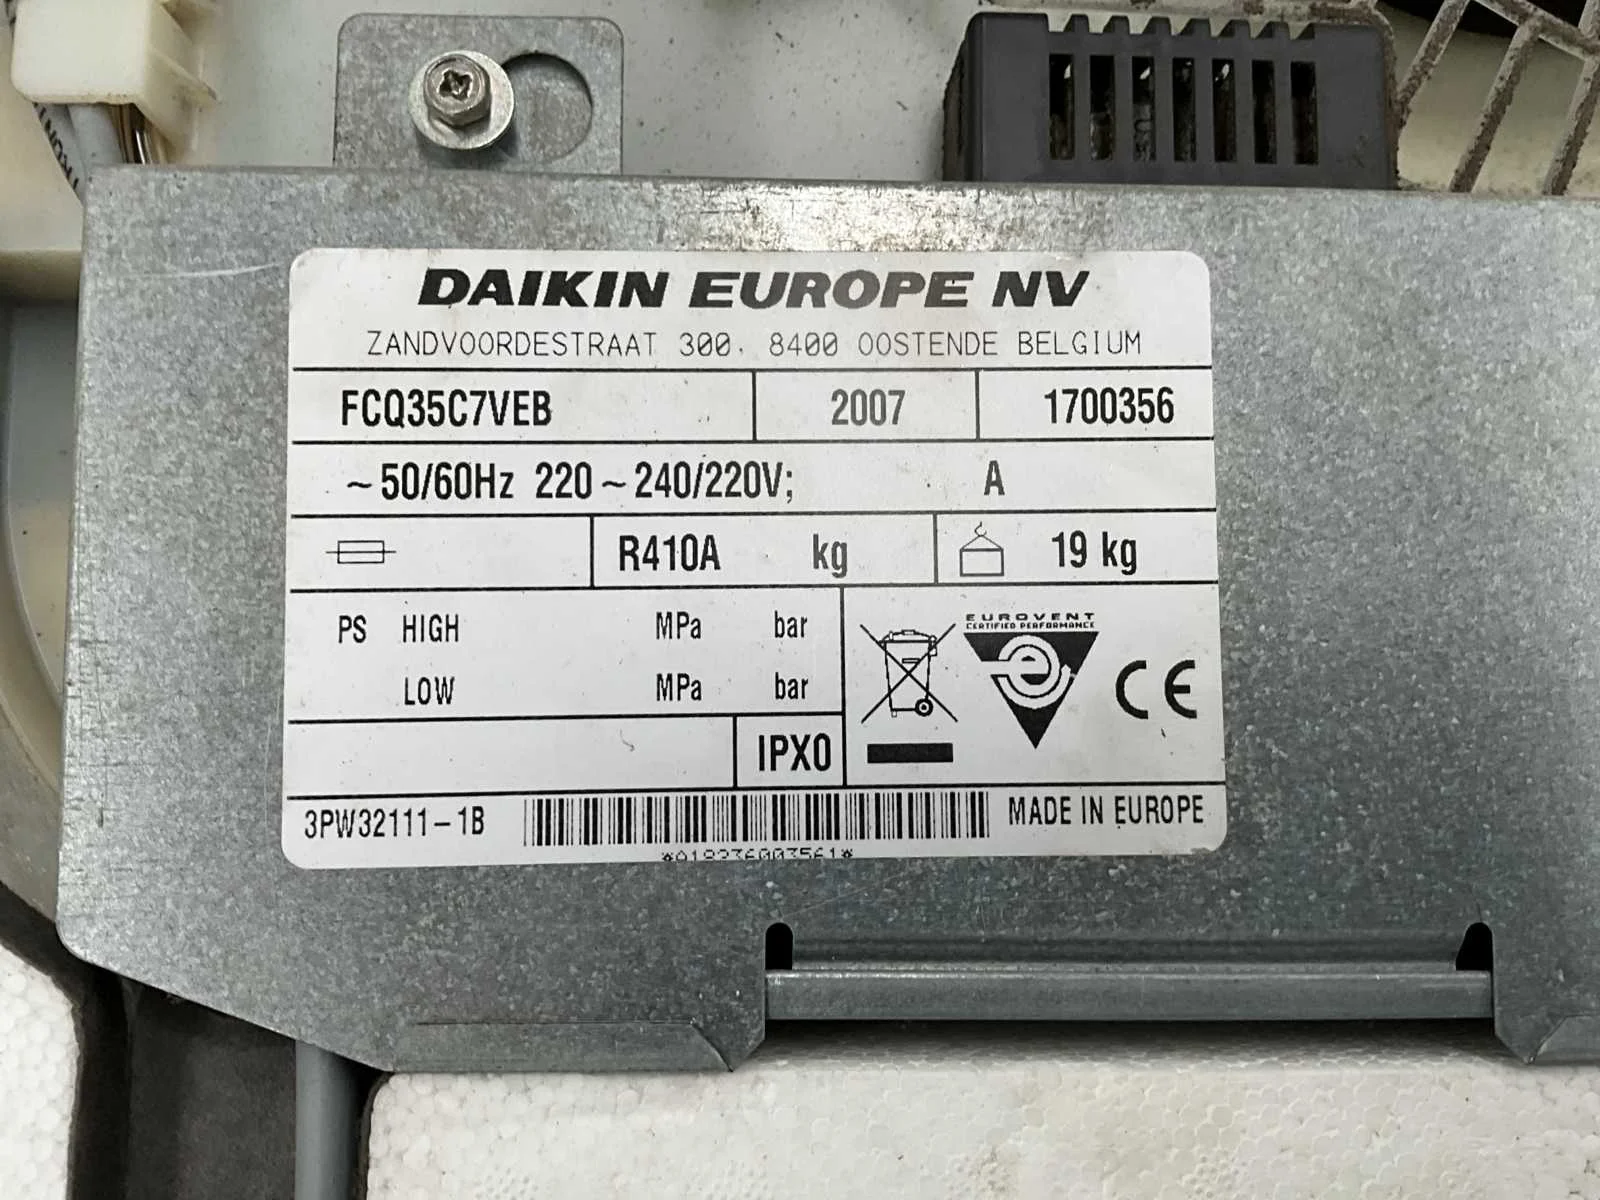 DAIKIN EUROPE NV
ZANDVOORDESTRAAT 300, 8400 OOSTENDE BELGIUM
FCQ35C7VEB 2007 1700356
~50/60Hz 220~240/220V; A
R410A kg 19 kg
PS HIGH MPa bar
LOW MPa bar
EUROVENT
CERTIFIED PERFORMANCE
CE
IPX0
3PW32111-1B MADE IN EUROPE